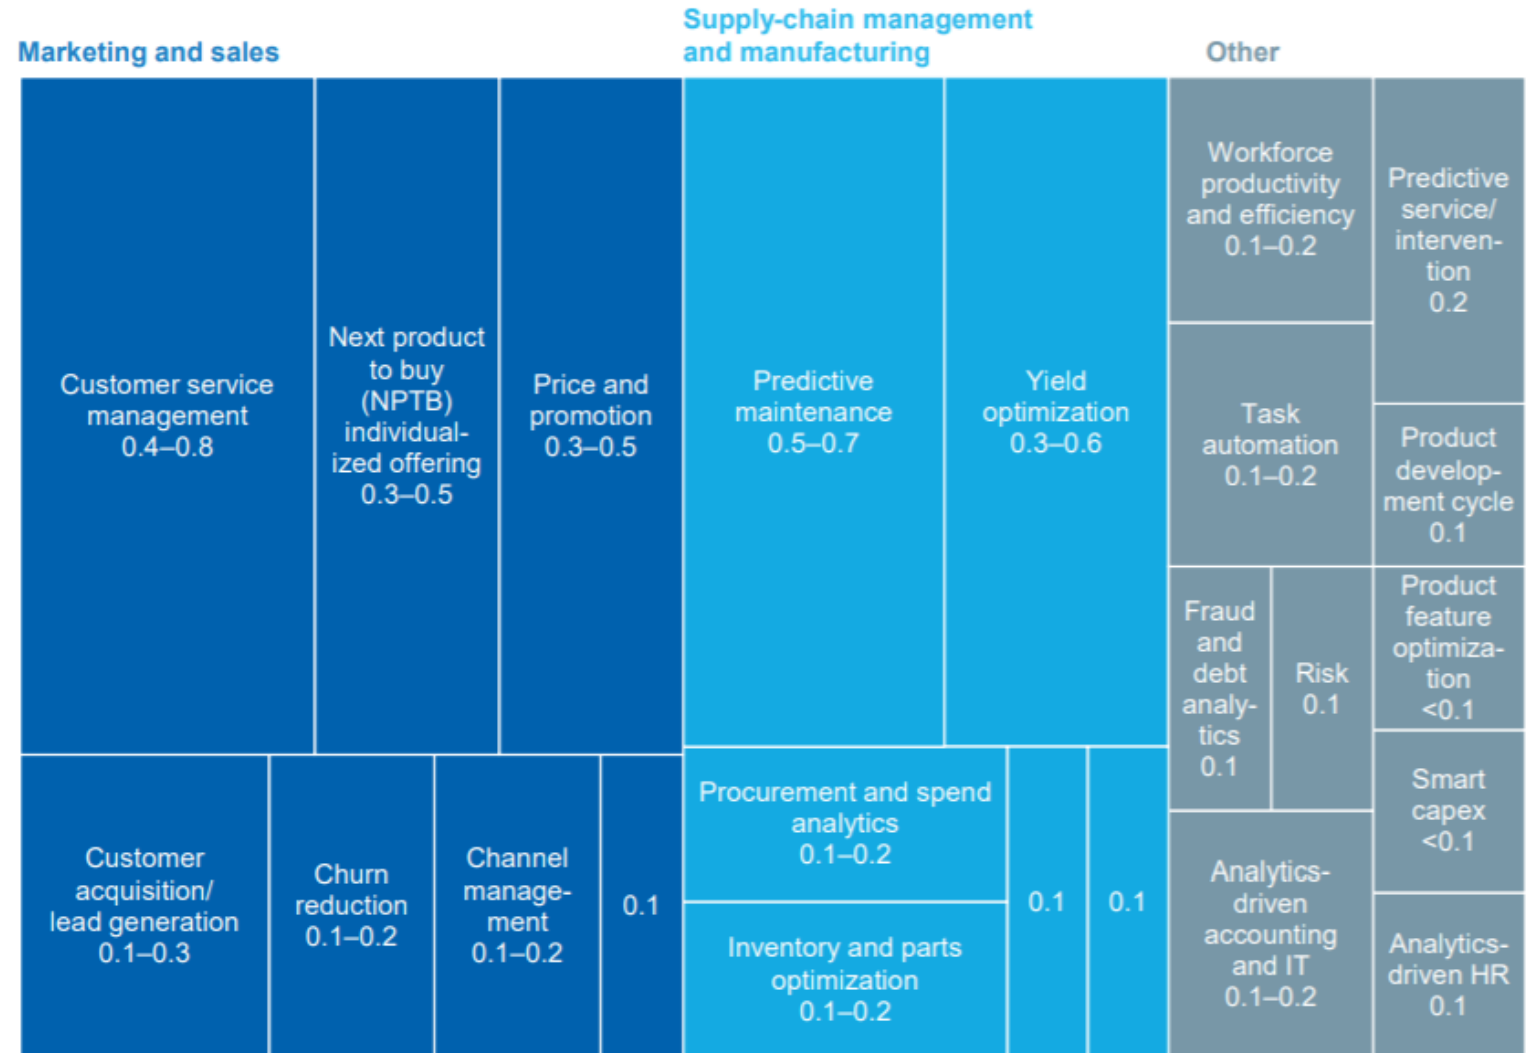 Marketing and sales
Supply-chain management
and manufacturing
Other
Customer service
management
0.4–0.8
Next product
to buy
(NPTB)
individual-
ized offering
0.3–0.5
Price and
promotion
0.3–0.5
Customer
acquisition/
lead generation
0.1–0.3
Churn
reduction
0.1–0.2
Channel
manage-
ment
0.1–0.2
0.1
Predictive
maintenance
0.5–0.7
Yield
optimization
0.3–0.6
Procurement and spend
analytics
0.1–0.2
Inventory and parts
optimization
0.1–0.2
0.1
0.1
Workforce
productivity
and efficiency
0.1–0.2
Predictive
service/
interven-
tion
0.2
Task
automation
0.1–0.2
Product
develop-
ment cycle
0.1
Fraud
and
debt
analy-
tics
0.1
Risk
0.1
Product
feature
optimiza-
tion
<0.1
Smart
capex
<0.1
Analytics-
driven
accounting
and IT
0.1–0.2
Analytics-
driven HR
0.1